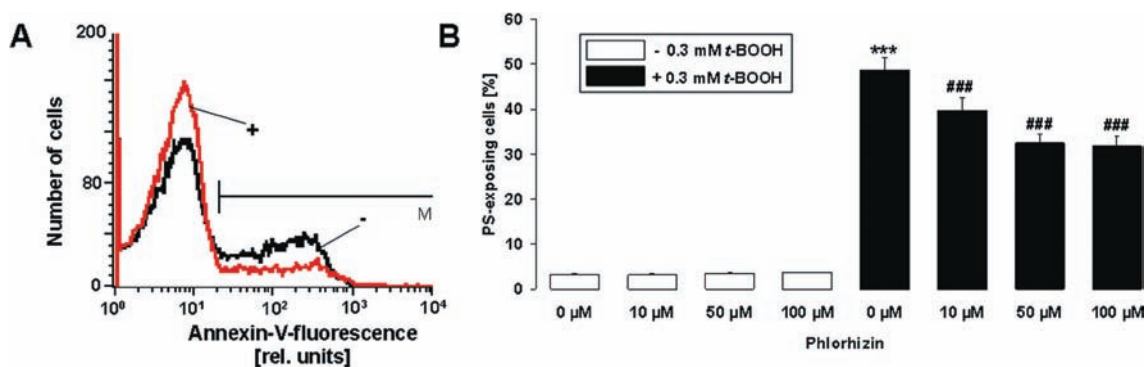 A
200
80
0
Number of cells
+
-
M
10⁰ 10¹ 10² 10³ 10⁴
Annexin-V-fluorescence
[rel. units]
B
60
50
40
30
20
10
0
PS-exposing cells [%]
- 0.3 mM t-BOOH
+ 0.3 mM t-BOOH
***
###
###
###
0 µM 10 µM 50 µM 100 µM 0 µM 10 µM 50 µM 100 µM
Phlorhizin